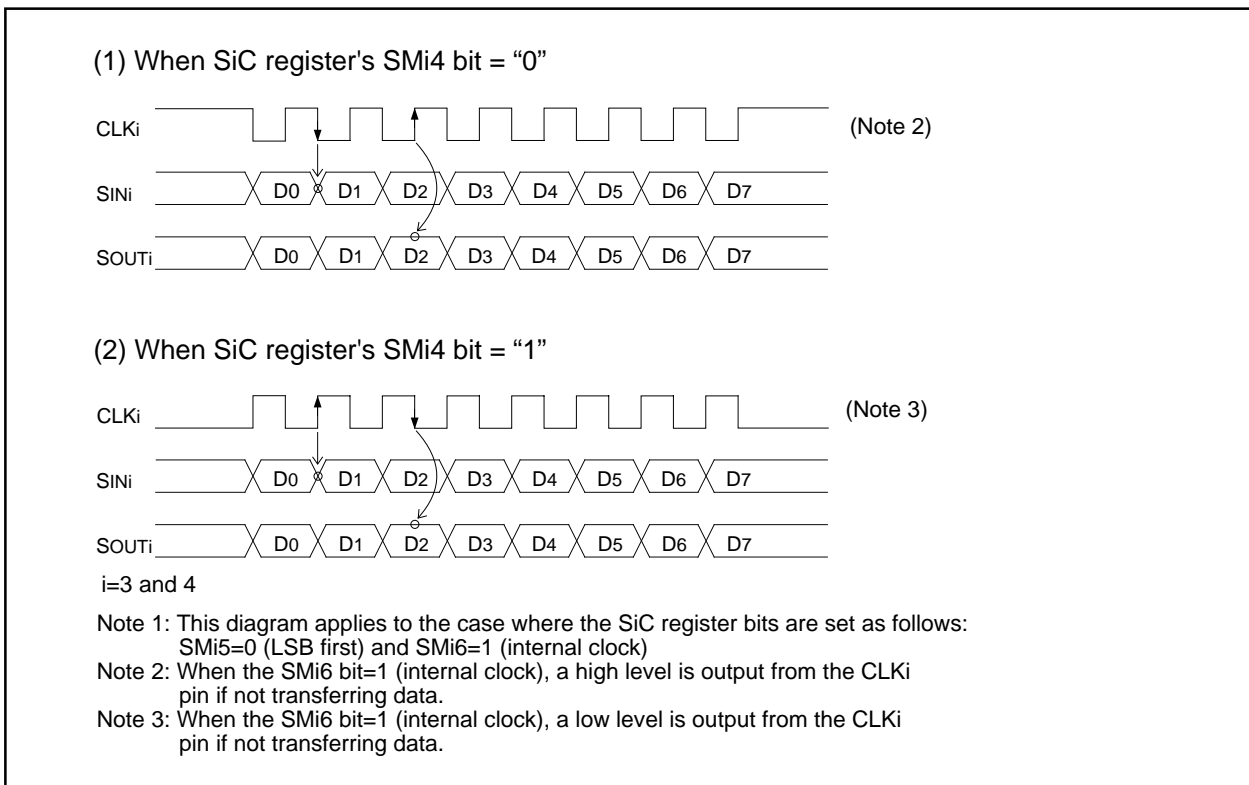 (1) When SiC register's SMi4 bit = “0”
CLKi
(Note 2)
SINi
D0 D1 D2 D3 D4 D5 D6 D7
SOUTi
D0 D1 D2 D3 D4 D5 D6 D7
(2) When SiC register's SMi4 bit = “1”
CLKi
(Note 3)
SINi
D0 D1 D2 D3 D4 D5 D6 D7
SOUTi
D0 D1 D2 D3 D4 D5 D6 D7
i=3 and 4
Note 1: This diagram applies to the case where the SiC register bits are set as follows:
SMi5=0 (LSB first) and SMi6=1 (internal clock)
Note 2: When the SMi6 bit=1 (internal clock), a high level is output from the CLKi
pin if not transferring data.
Note 3: When the SMi6 bit=1 (internal clock), a low level is output from the CLKi
pin if not transferring data.